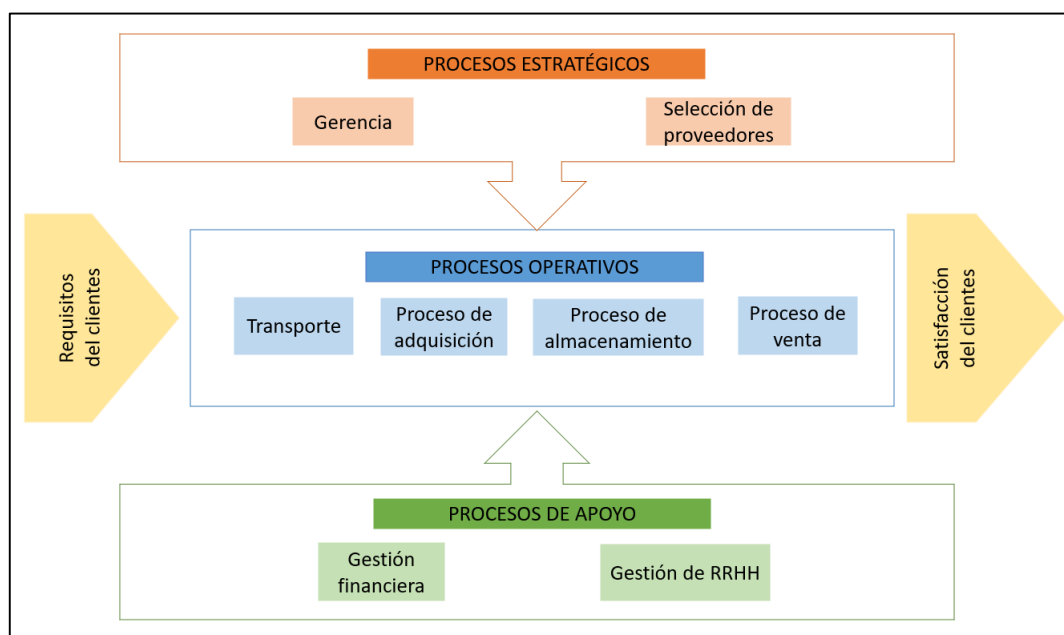 PROCESOS ESTRATÉGICOS
Gerencia
Selección de
proveedores
Requisitos
del clientes
PROCESOS OPERATIVOS
Transporte
Proceso de
adquisición
Proceso de
almacenamiento
Proceso de
venta
Satisfacción
del clientes
PROCESOS DE APOYO
Gestión
financiera
Gestión de RRHH